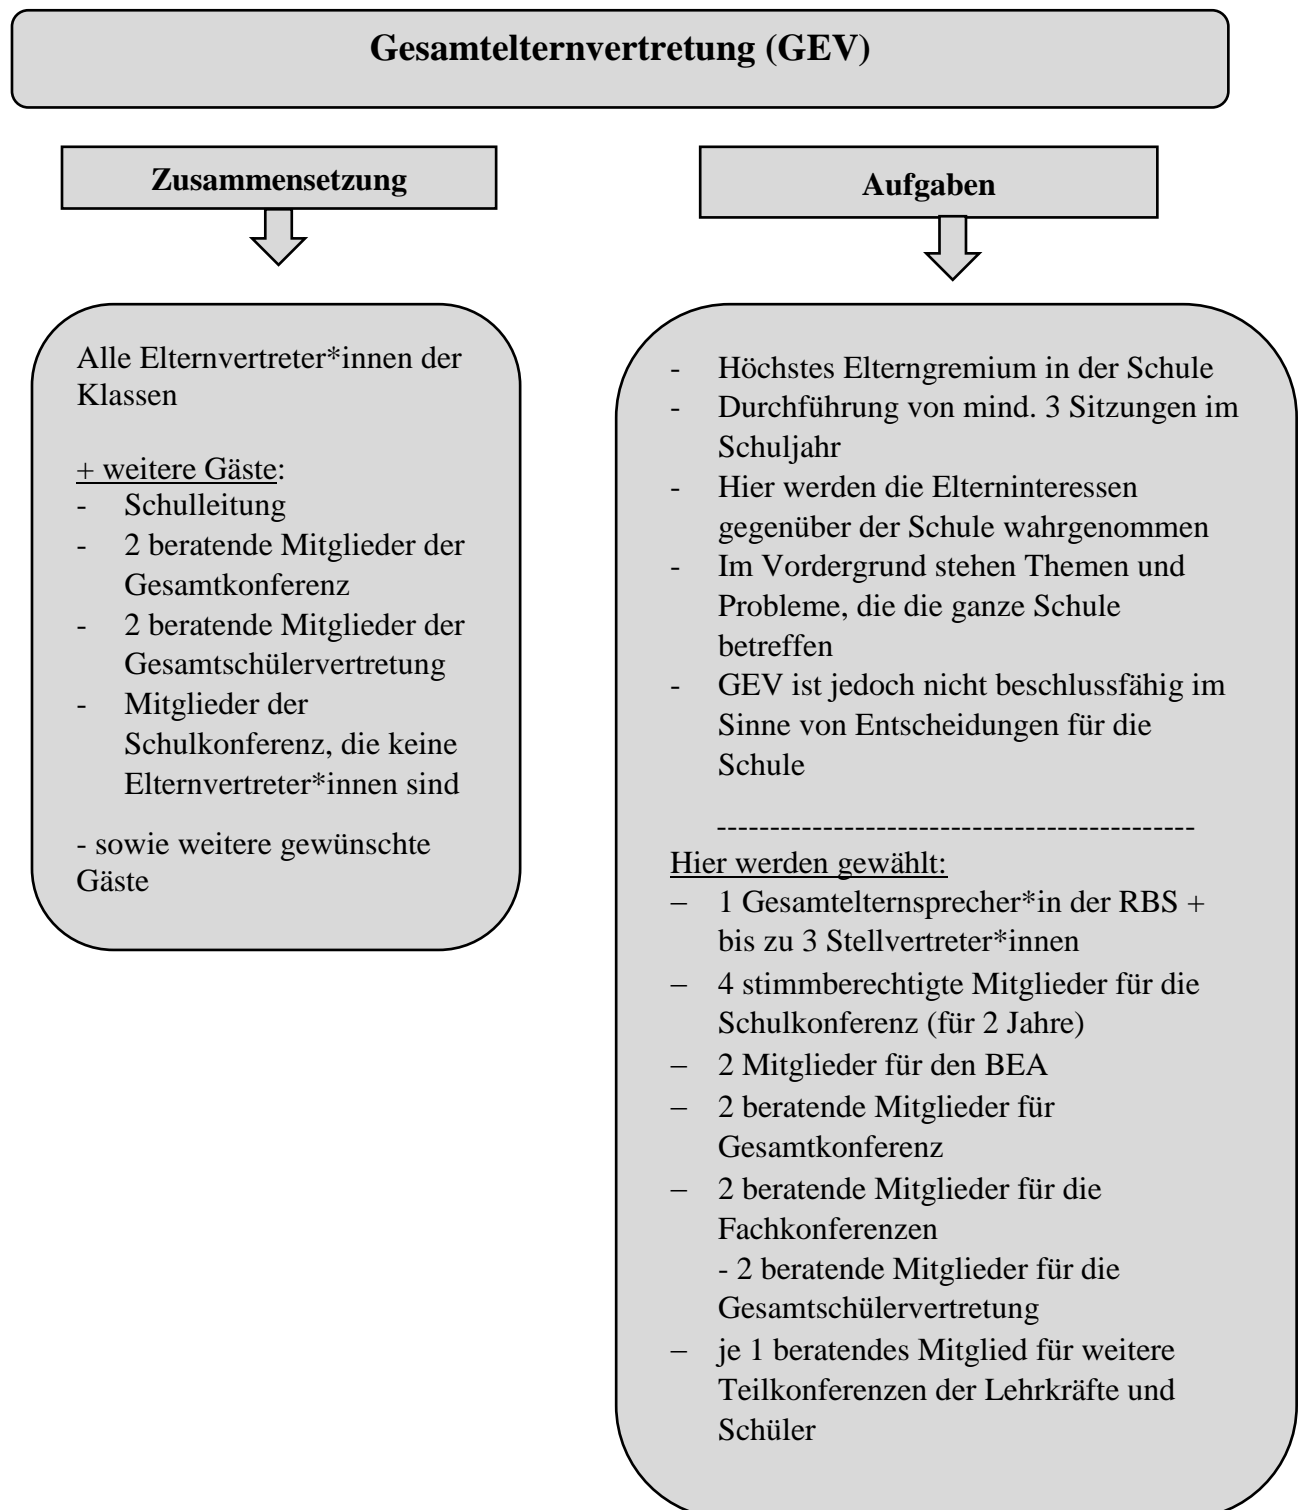 Gesamtelternvertretung (GEV)
Zusammensetzung
Alle Elternvertreter*innen der
Klassen
+ weitere Gäste:
- Schulleitung
- 2 beratende Mitglieder der
Gesamtkonferenz
- 2 beratende Mitglieder der
Gesamtschülervertretung
- Mitglieder der
Schulkonferenz, die keine
Elternvertreter*innen sind
- sowie weitere gewünschte
Gäste
Aufgaben
- Höchstes Elterngremium in der Schule
- Durchführung von mind. 3 Sitzungen im
Schuljahr
- Hier werden die Elterninteressen
gegenüber der Schule wahrgenommen
- Im Vordergrund stehen Themen und
Probleme, die die ganze Schule
betreffen
- GEV ist jedoch nicht beschlussfähig im
Sinne von Entscheidungen für die
Schule
---------------------------------------------
Hier werden gewählt:
– 1 Gesamtelternsprecher*in der RBS +
bis zu 3 Stellvertreter*innen
– 4 stimmberechtigte Mitglieder für die
Schulkonferenz (für 2 Jahre)
– 2 Mitglieder für den BEA
– 2 beratende Mitglieder für
Gesamtkonferenz
– 2 beratende Mitglieder für die
Fachkonferenzen
- 2 beratende Mitglieder für die
Gesamtschülervertretung
– je 1 beratendes Mitglied für weitere
Teilkonferenzen der Lehrkräfte und
Schüler